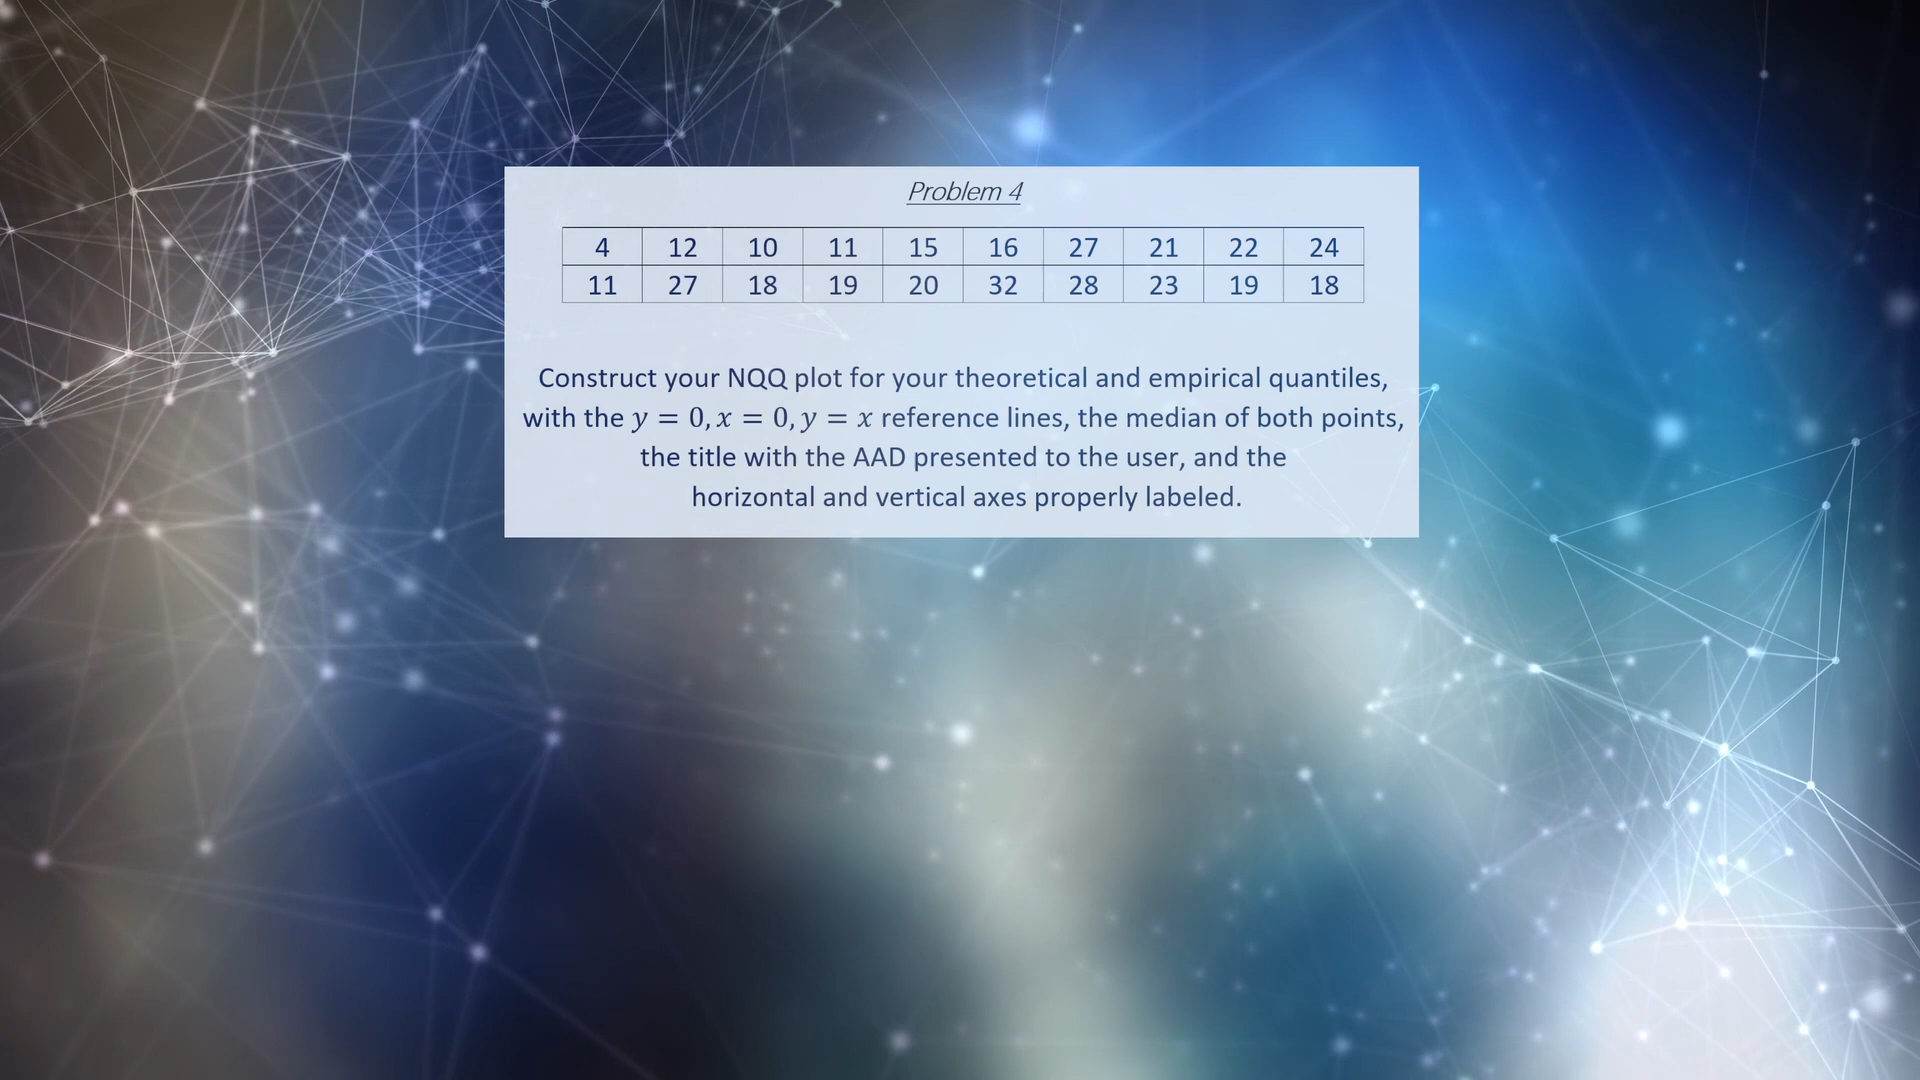 Problem 4
4 12 10 11 15 16 27 21 22 24
11 27 18 19 20 32 28 23 19 18
Construct your NQQ plot for your theoretical and empirical quantiles,
with the y = 0, x = 0, y = x reference lines, the median of both points,
the title with the AAD presented to the user, and the
horizontal and vertical axes properly labeled.